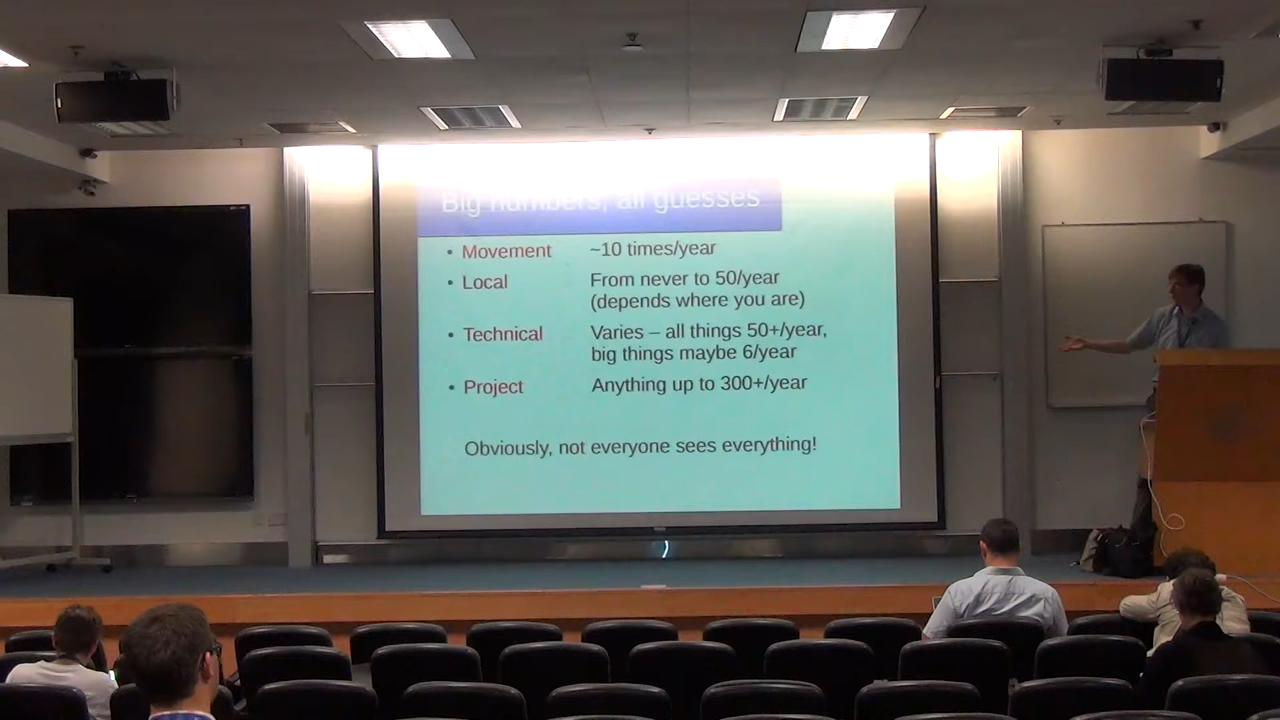 Big numbers, all guesses
• Movement ~10 times/year
• Local From never to 50/year
(depends where you are)
• Technical Varies – all things 50+/year,
big things maybe 6/year
• Project Anything up to 300+/year
Obviously, not everyone sees everything!